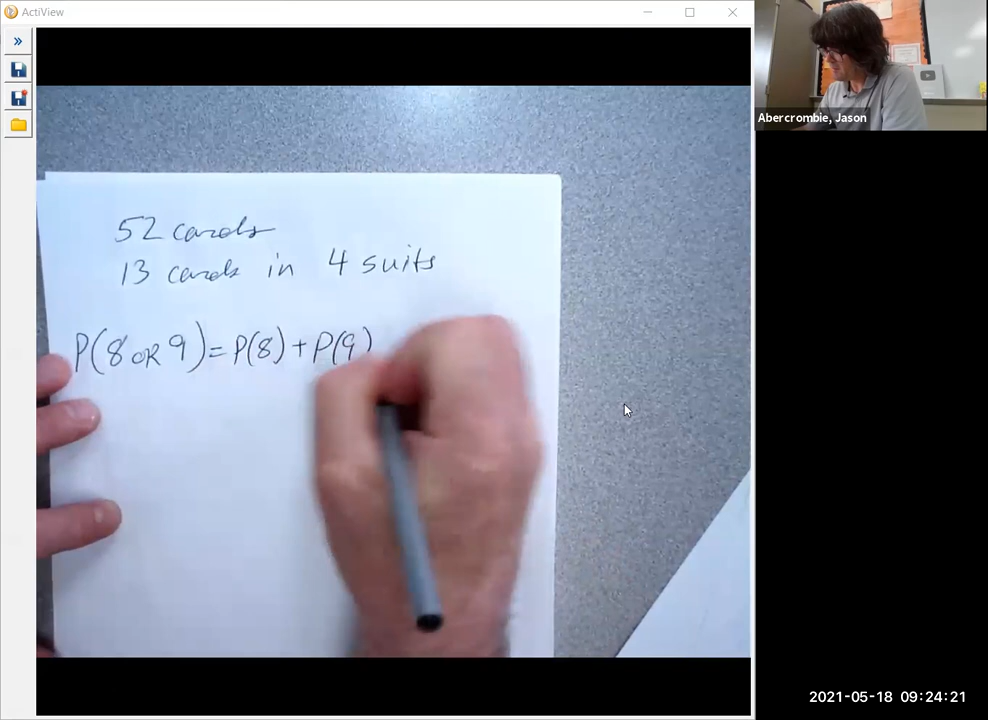 ActiView
Abercrombie, Jason
52 cards
13 cards in 4 suits
P(8 OR 9) = P(8) + P(9)
2021-05-18 09:24:21